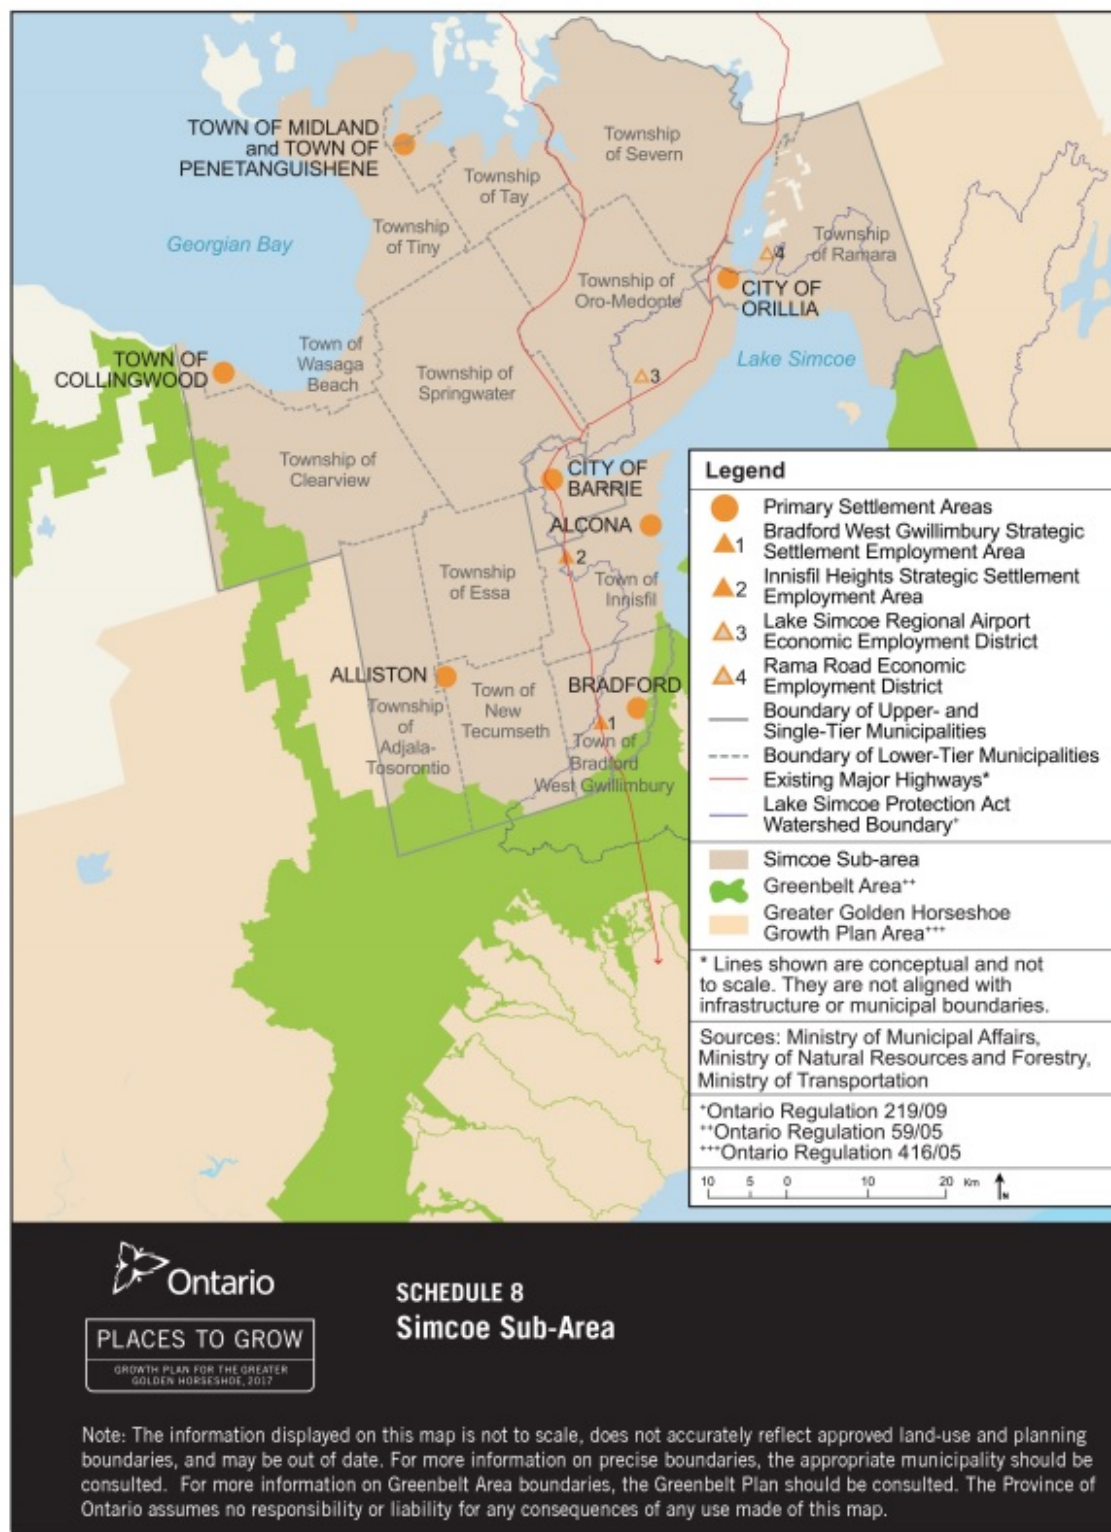 TOWN OF MIDLAND
and TOWN OF
PENETANGUISHENE
Township
of Severn
Township
of Tay
Township
of Tiny
Georgian Bay
Township
of Ramara
4
Township of
Oro-Medonte
CITY OF
ORILLIA
TOWN OF
COLLINGWOOD
Town of
Wasaga
Beach
Township of
Springwater
3
Lake Simcoe
Township of
Clearview
CITY OF
BARRIE
ALCONA
2
Township
of Essa
Town of
Innisfil
ALLISTON
BRADFORD
Township
of
Adjala-
Tosorontio
Town of
New
Tecumseth
1
Town of
Bradford
West Gwillimbury
Legend
Primary Settlement Areas
1 Bradford West Gwillimbury Strategic
Settlement Employment Area
2 Innisfil Heights Strategic Settlement
Employment Area
3 Lake Simcoe Regional Airport
Economic Employment District
4 Rama Road Economic
Employment District
Boundary of Upper- and
Single-Tier Municipalities
Boundary of Lower-Tier Municipalities
Existing Major Highways*
Lake Simcoe Protection Act
Watershed Boundary+
Simcoe Sub-area
Greenbelt Area++
Greater Golden Horseshoe
Growth Plan Area+++
* Lines shown are conceptual and not
to scale. They are not aligned with
infrastructure or municipal boundaries.
Sources: Ministry of Municipal Affairs,
Ministry of Natural Resources and Forestry,
Ministry of Transportation
+Ontario Regulation 219/09
++Ontario Regulation 59/05
+++Ontario Regulation 416/05
10 5 0 10 20 Km N
Ontario
PLACES TO GROW
GROWTH PLAN FOR THE GREATER
GOLDEN HORSESHOE, 2017
SCHEDULE 8
Simcoe Sub-Area
Note: The information displayed on this map is not to scale, does not accurately reflect approved land-use and planning
boundaries, and may be out of date. For more information on precise boundaries, the appropriate municipality should be
consulted. For more information on Greenbelt Area boundaries, the Greenbelt Plan should be consulted. The Province of
Ontario assumes no responsibility or liability for any consequences of any use made of this map.